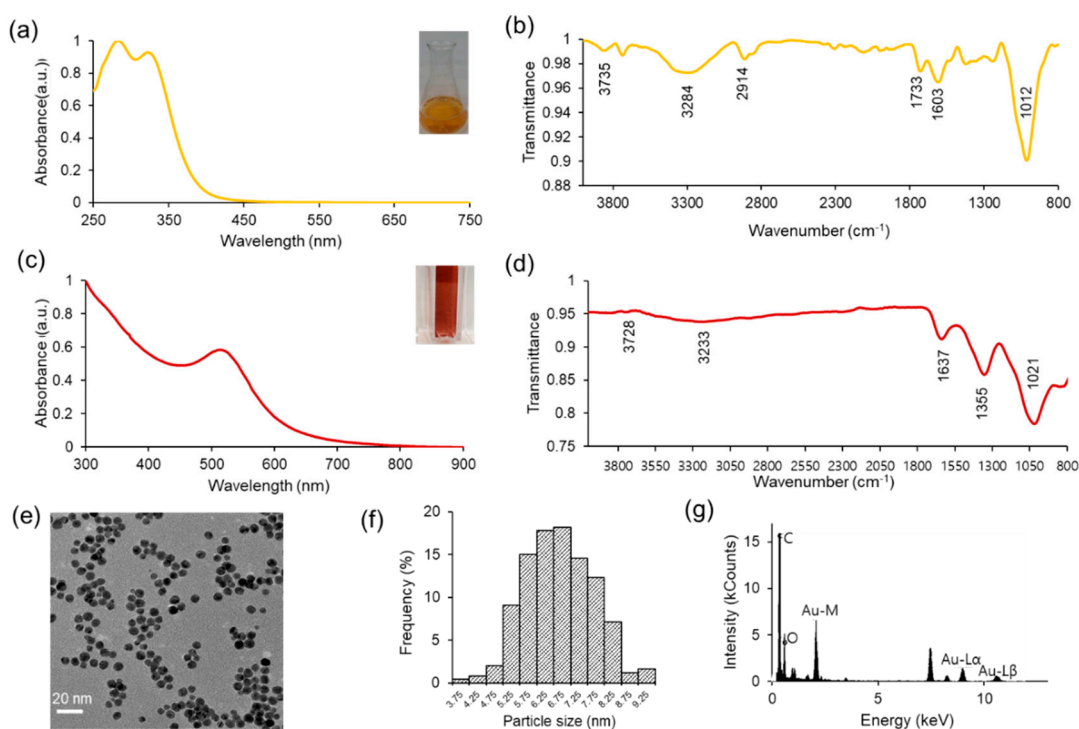 (a)
Absorbance(a.u.)
1
0.8
0.6
0.4
0.2
0
250 350 450 550 650 750
Wavelength (nm)
(b)
Transmittance
1
0.98
0.96
0.94
0.92
0.9
0.88
3735
3284
2914
1733
1603
1012
3800 3300 2800 2300 1800 1300 800
Wavenumber (cm⁻¹)
(c)
Absorbance (a.u.)
1
0.8
0.6
0.4
0.2
0
300 400 500 600 700 800 900
Wavelength (nm)
(d)
Transmittance
1
0.95
0.9
0.85
0.8
0.75
3728
3233
1637
1355
1021
3800 3550 3300 3050 2800 2550 2300 2050 1800 1550 1300 1050 800
Wavenumber (cm⁻¹)
(e)
20 nm
(f)
Frequency (%)
20
15
10
5
0
3.75 4.25 4.75 5.25 5.75 6.25 6.75 7.25 7.75 8.25 8.75 9.25
Particle size (nm)
(g)
Intensity (kCounts)
15
10
5
0
C
O
Au-M
Au-Lα
Au-Lβ
5 10
Energy (keV)